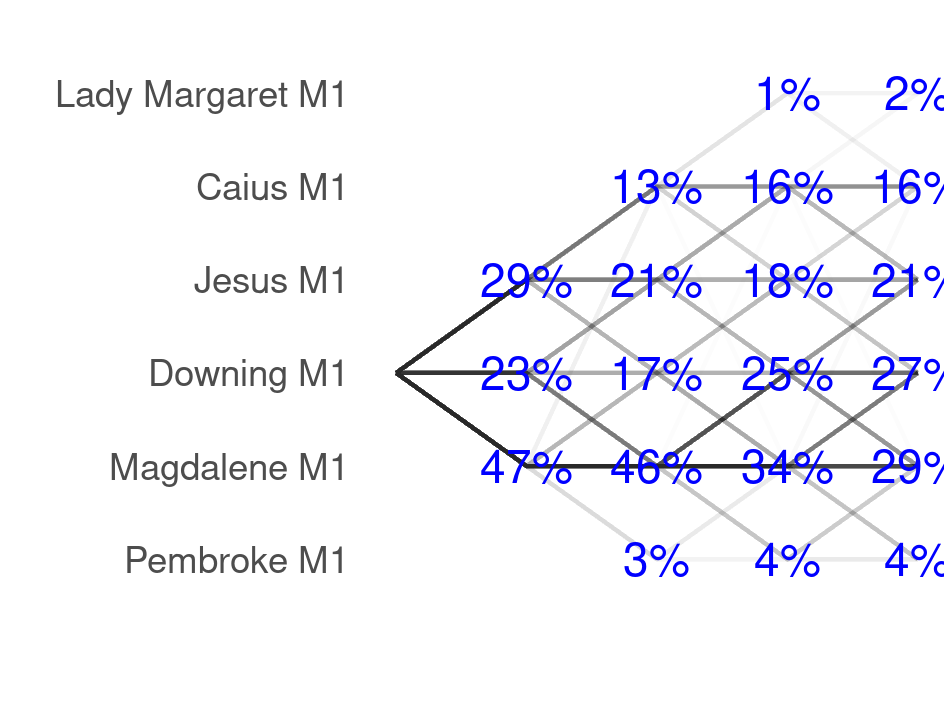 Lady Margaret M1 1% 2%
Caius M1 13% 16% 16%
Jesus M1 29% 21% 18% 21%
Downing M1 23% 17% 25% 27%
Magdalene M1 47% 46% 34% 29%
Pembroke M1 3% 4% 4%